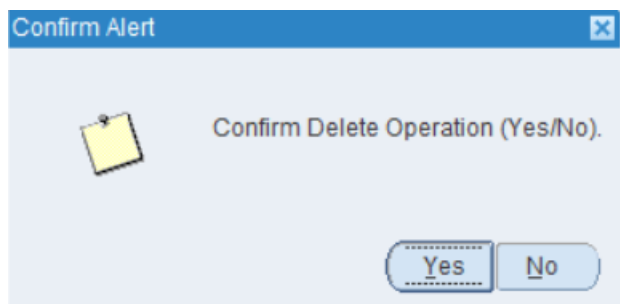 Confirm Alert
Confirm Delete Operation (Yes/No).
Yes No